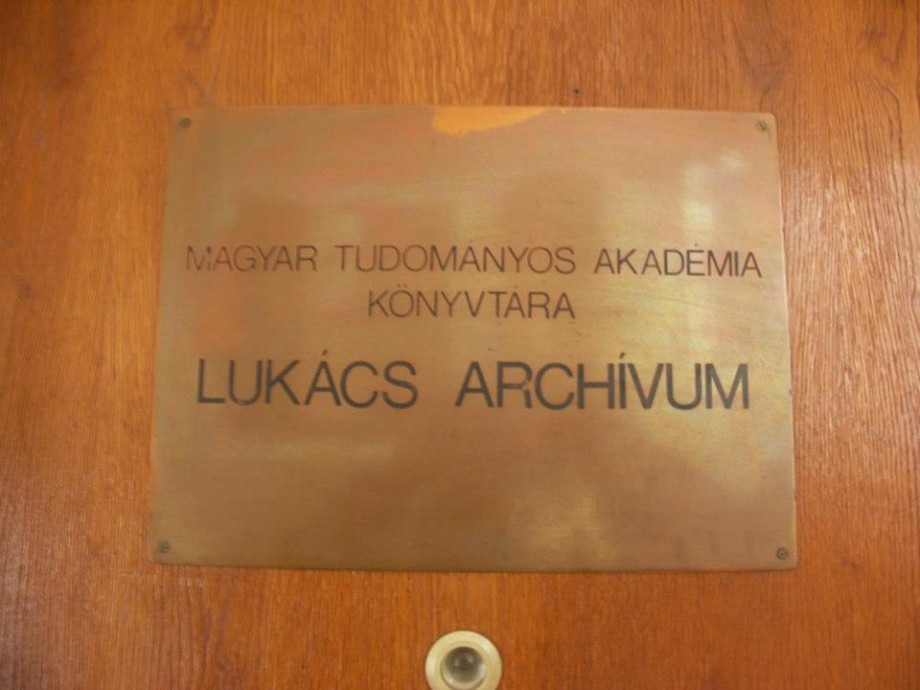 MAGYAR TUDOMÁNYOS AKADÉMIA
KÖNYVTÁRA
LUKÁCS ARCHÍVUM